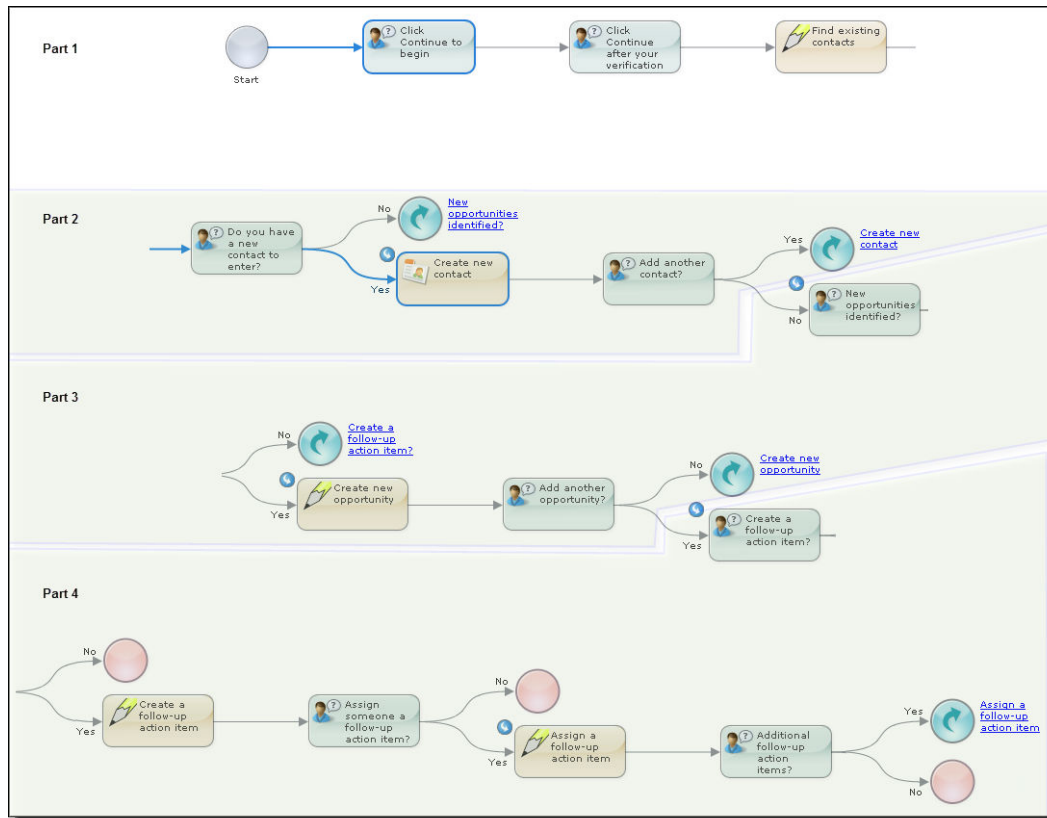 Part 1
Start
Click
Continue to
begin
Click
Continue
after your
verification
Find existing
contacts
Part 2
Do you have
a new
contact to
enter?
No
New
opportunities
identified?
Yes
Create new
contact
Add another
contact?
Yes
Create new
contact
No
New
opportunities
identified?
Part 3
No
Create a
follow-up
action item?
Yes
Create new
opportunity
Add another
opportunity?
No
Create new
opportunity
Yes
Create a
follow-up
action item?
Part 4
No
Yes
Create a
follow-up
action item
Assign
someone a
follow-up
action item?
No
Yes
Assign a
follow-up
action item
Additional
follow-up
action
items?
Yes
Assign a
follow-up
action item
No